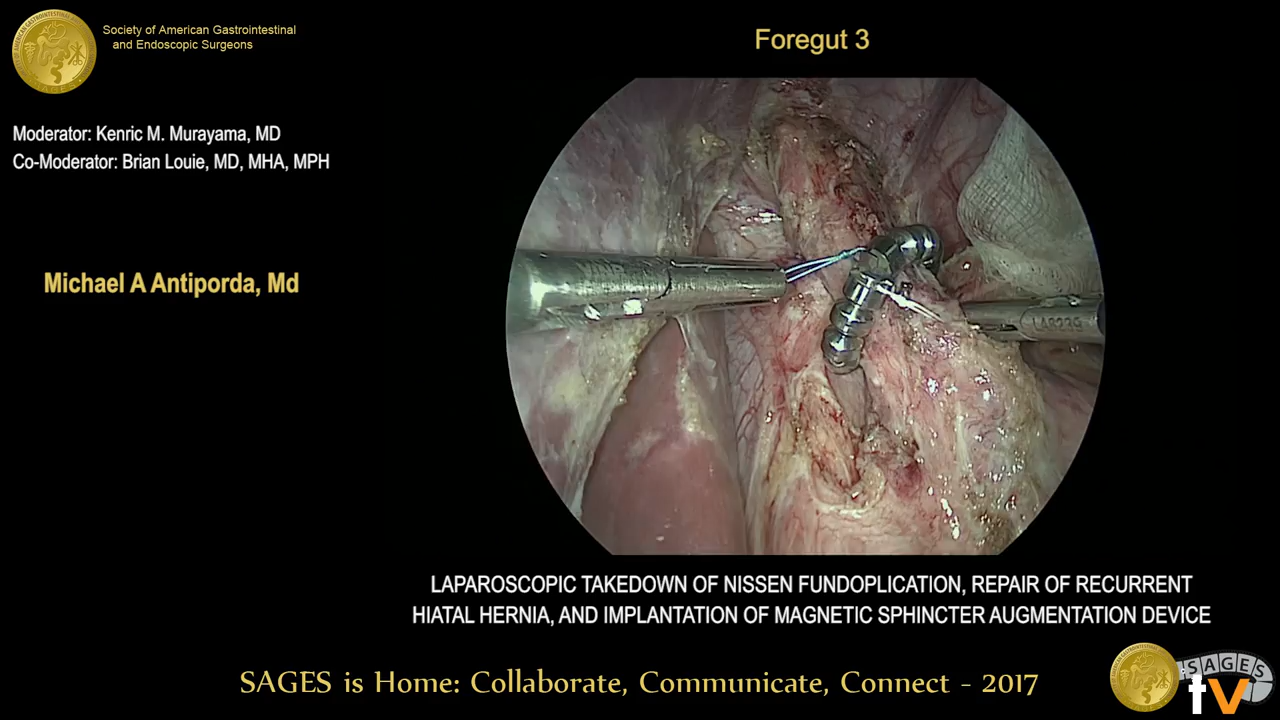 Society of American Gastrointestinal
and Endoscopic Surgeons
Foregut 3
Moderator: Kenric M. Murayama, MD
Co-Moderator: Brian Louie, MD, MHA, MPH
Michael A Antiporda, Md
LAPAROSCOPIC TAKEDOWN OF NISSEN FUNDOPLICATION, REPAIR OF RECURRENT
HIATAL HERNIA, AND IMPLANTATION OF MAGNETIC SPHINCTER AUGMENTATION DEVICE
SAGES is Home: Collaborate, Communicate, Connect - 2017
SAGES
tv